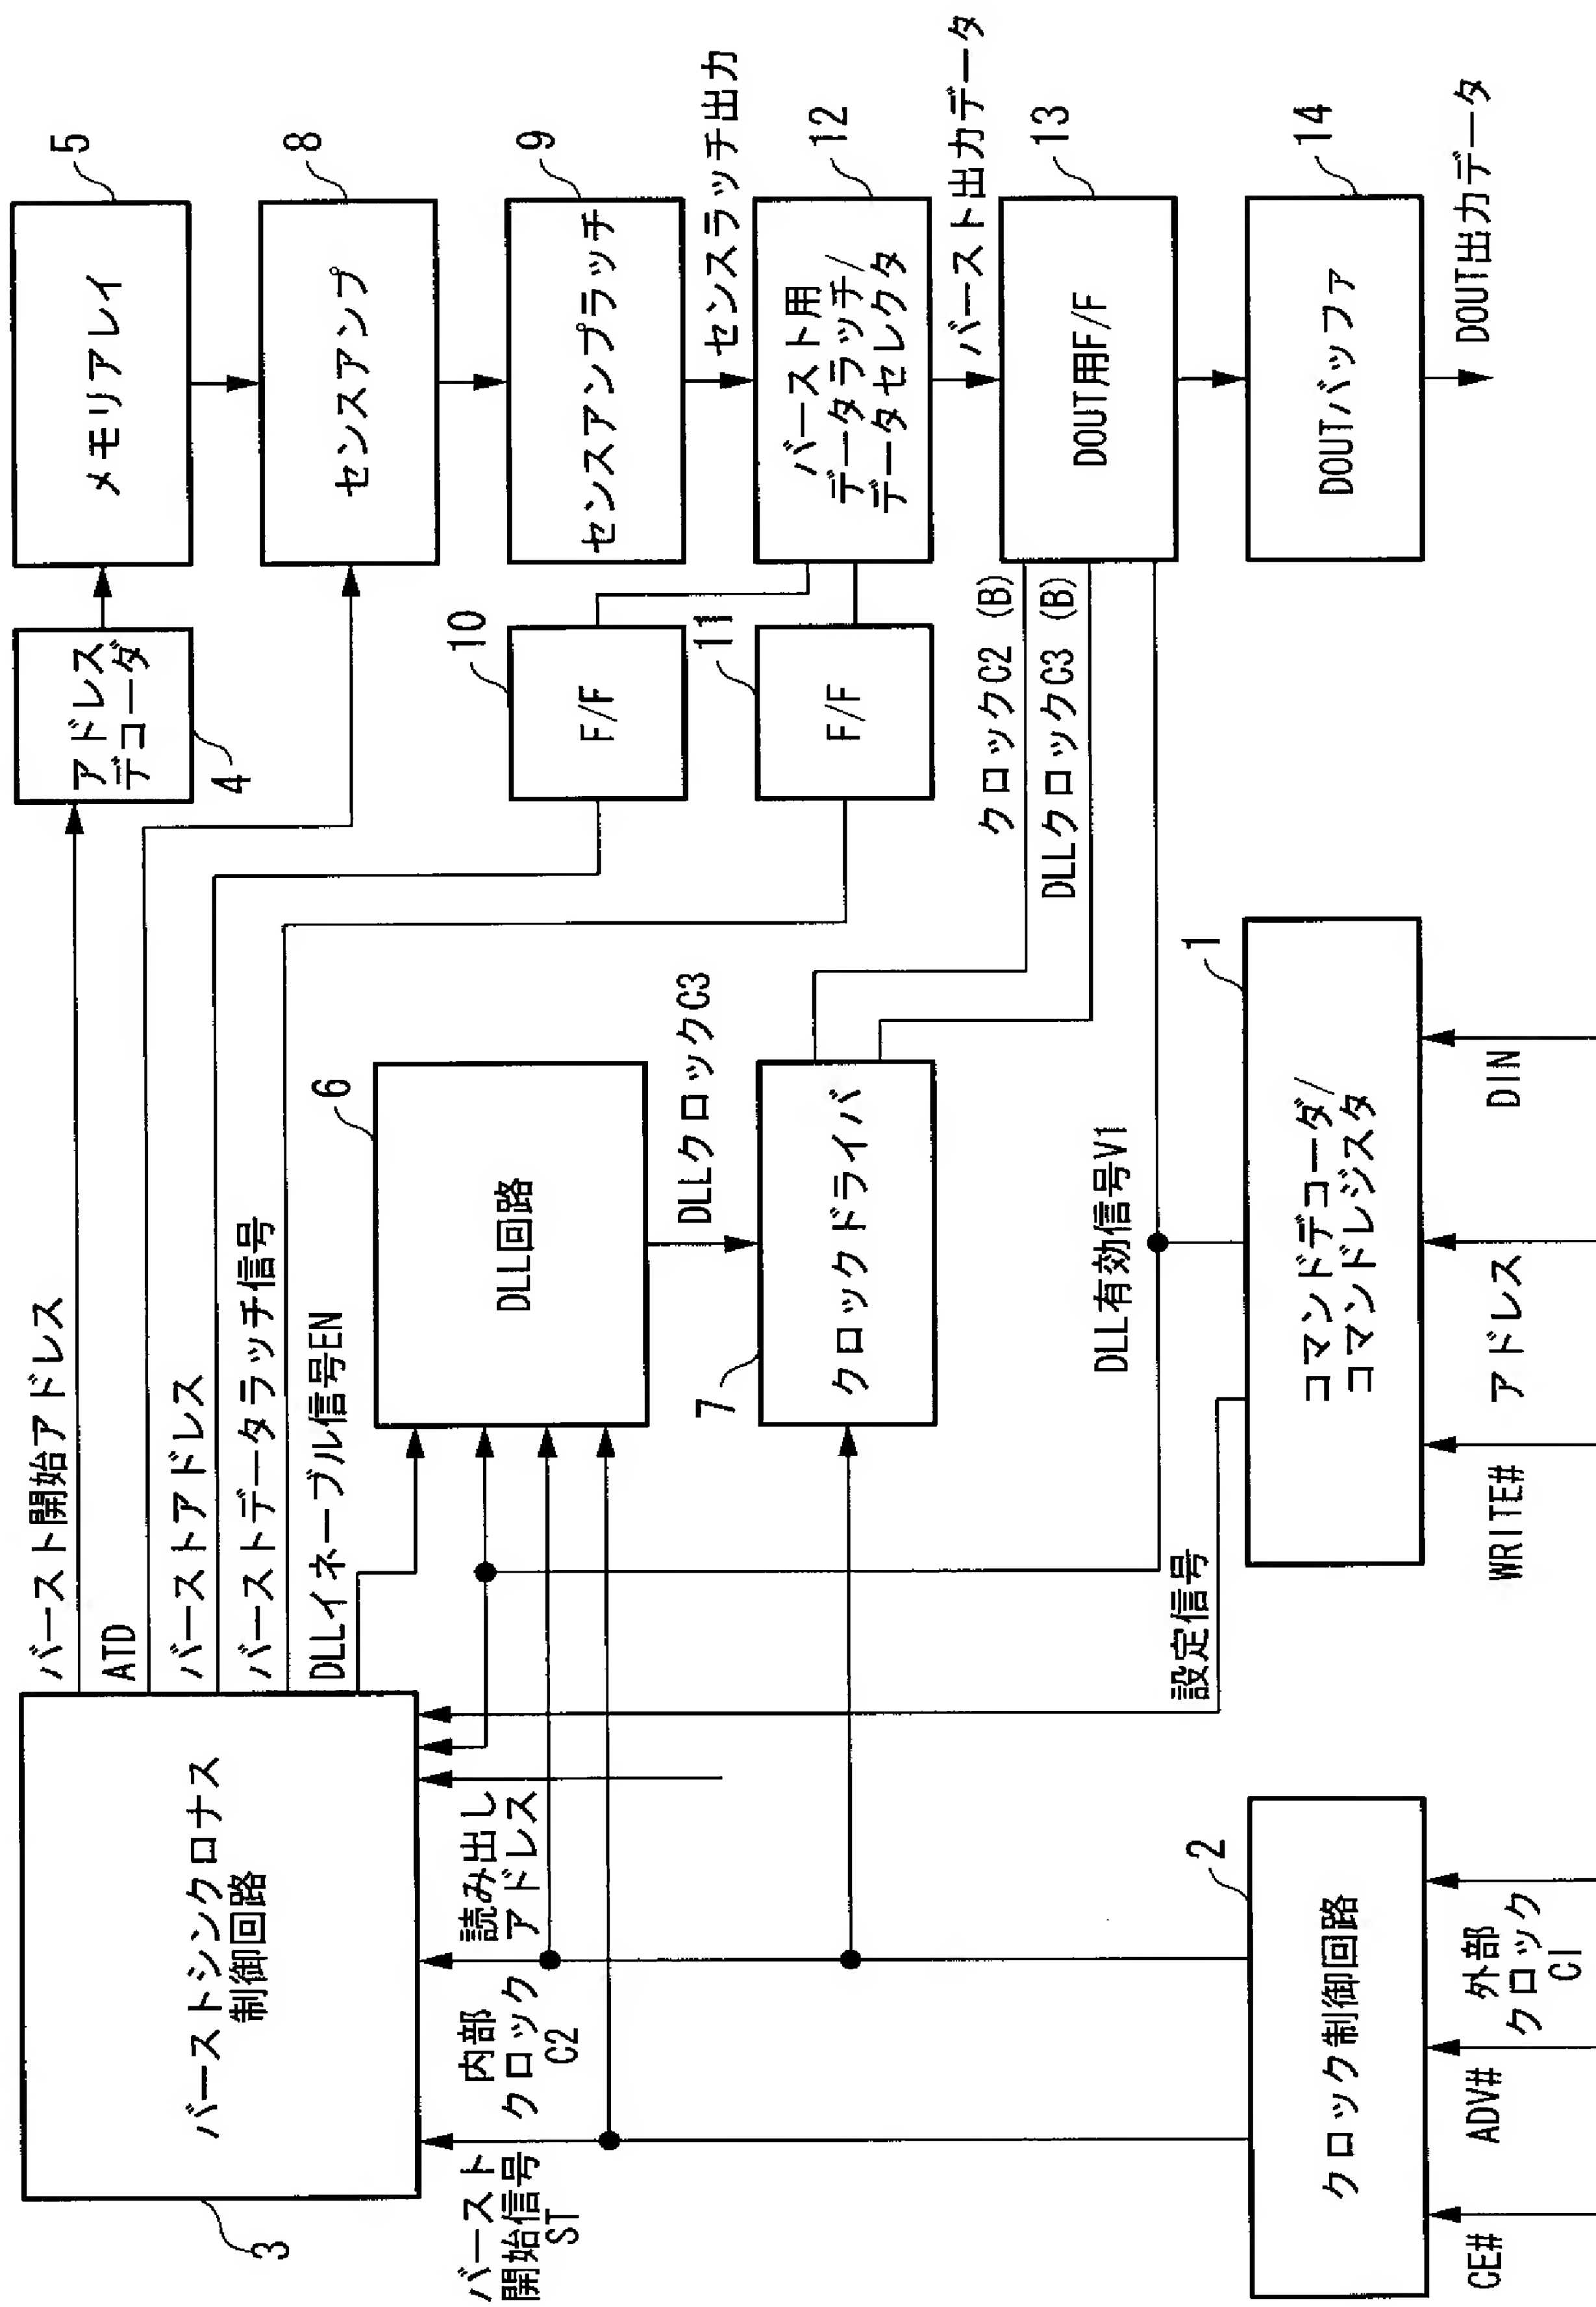 バーストシンクロナス
制御回路
3
バースト開始アドレス
ATD
バーストアドレス
バーストデータラッチ信号
DLLイネーブル信号EN
アドレス
デコーダ
4
メモリアレイ
5
センスアンプ
8
センスアンプラッチ
9
センスラッチ出力
F/F
10
F/F
11
バースト用
データラッチ/
データセレクタ
12
バースト出力データ
DLL回路
6
DLLクロックC3
クロックドライバ
7
クロックC2 (B)
DLLクロックC3 (B)
DOUT用F/F
13
DOUTバッファ
14
DOUT出力データ
バースト
開始信号
ST
内部
クロック
C2
読み出し
アドレス
設定信号
DLL有効信号V1
クロック制御回路
2
CE#
ADV#
外部
クロック
C1
コマンドデコーダ/
コマンドレジスタ
1
WRITE#
アドレス
DIN